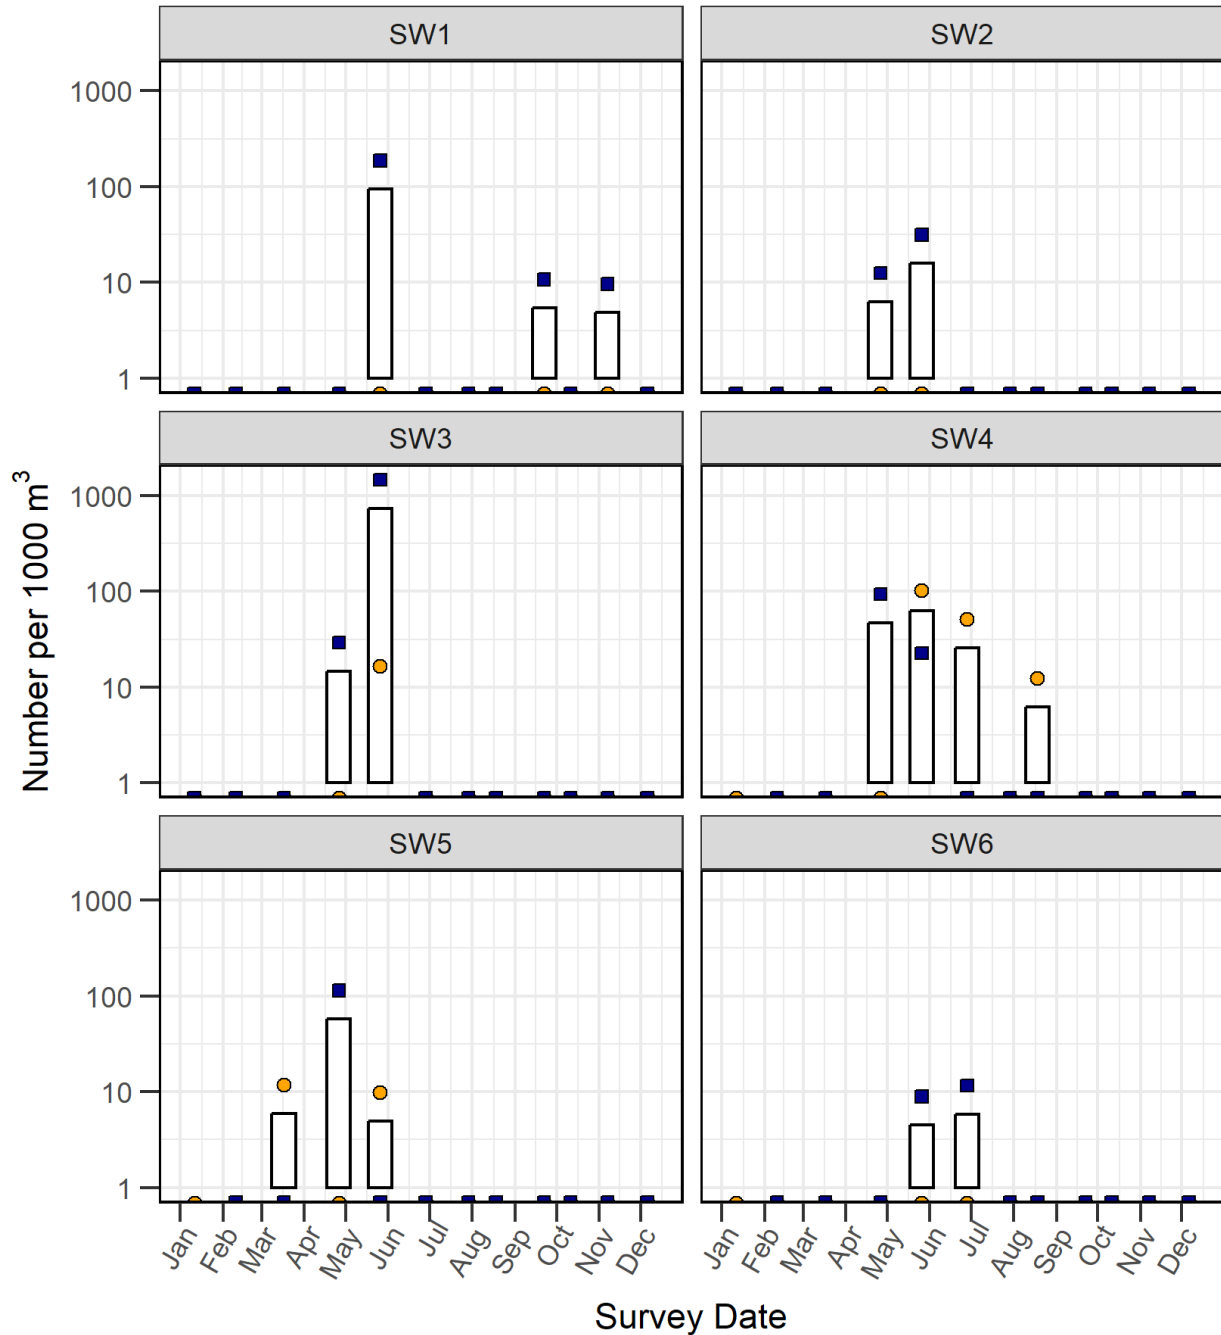 SW1
SW2
1000
100
10
1
SW3
SW4
1000
100
10
1
SW5
SW6
1000
100
10
1
Number per 1000 m³
Jan Feb Mar Apr May Jun Jul Aug Sep Oct Nov Dec
Jan Feb Mar Apr May Jun Jul Aug Sep Oct Nov Dec
Survey Date